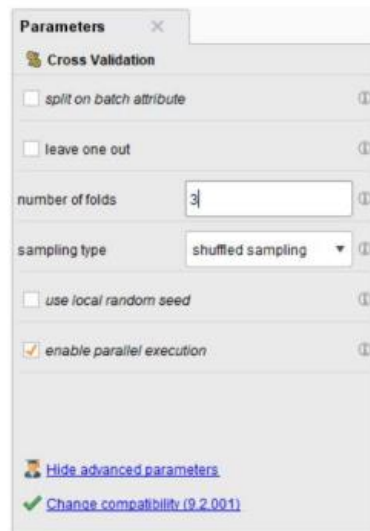 Parameters
Cross Validation
split on batch attribute
leave one out
number of folds 3
sampling type shuffled sampling
use local random seed
enable parallel execution
Hide advanced parameters
Change compatibility (9.2.001)